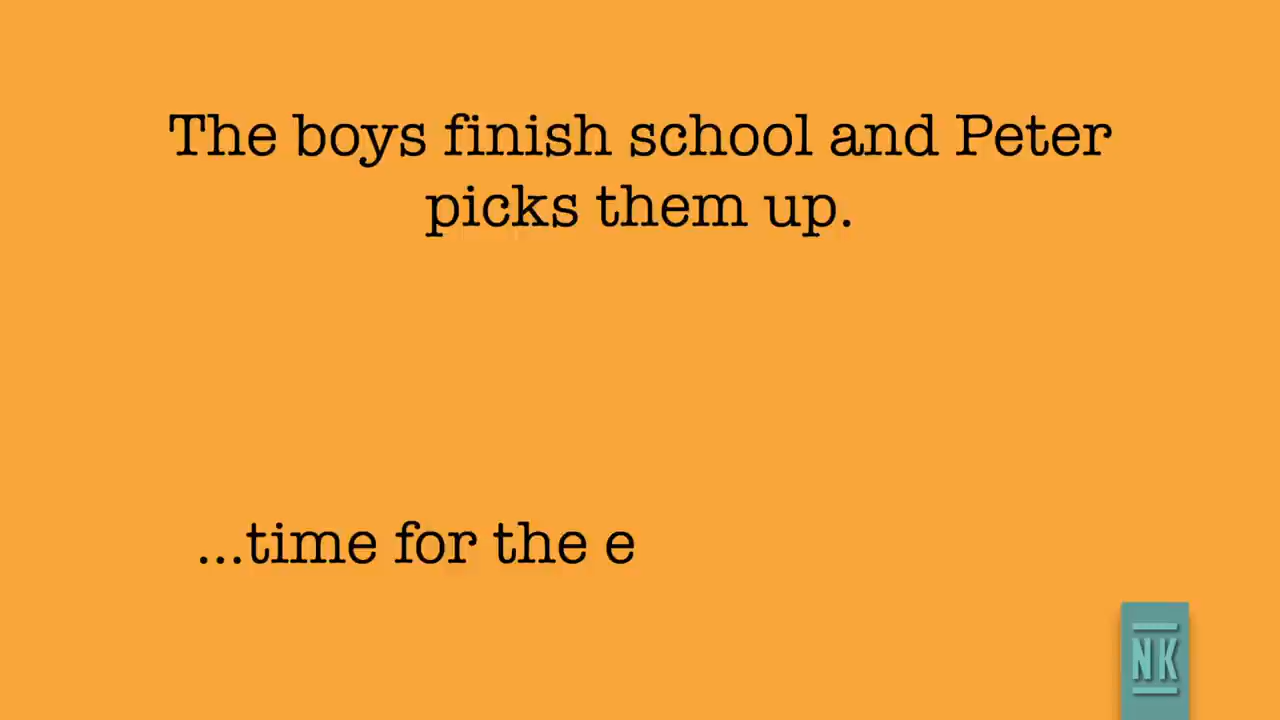 The boys finish school and Peter
picks them up.
...time for the e
NK